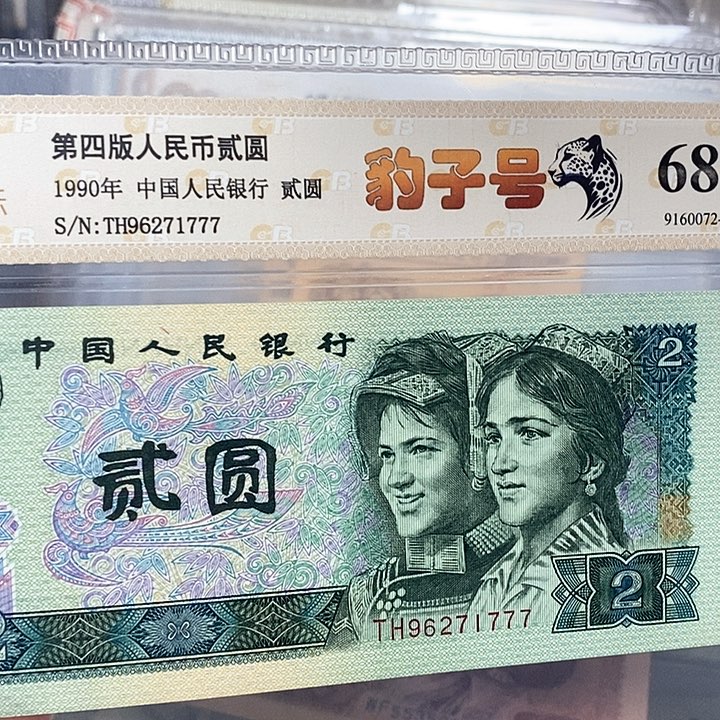 第四版人民币贰圆
1990年 中国人民银行 贰圆
S/N:TH96271777
豹子号
68
9160072-
中国人民银行
2
贰圆
2
TH96271777